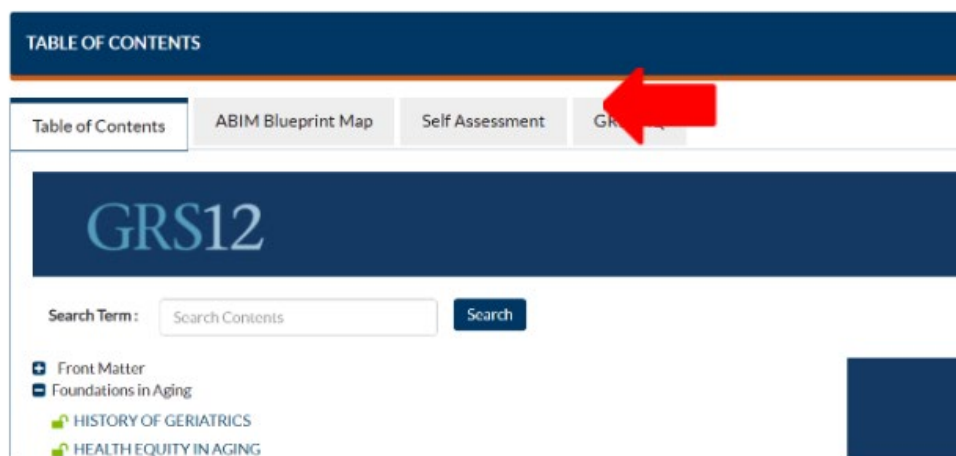 TABLE OF CONTENTS
Table of Contents ABIM Blueprint Map Self Assessment
GRS12
Search Term : Search Contents Search
Front Matter
Foundations in Aging
HISTORY OF GERIATRICS
HEALTH EQUITY IN AGING